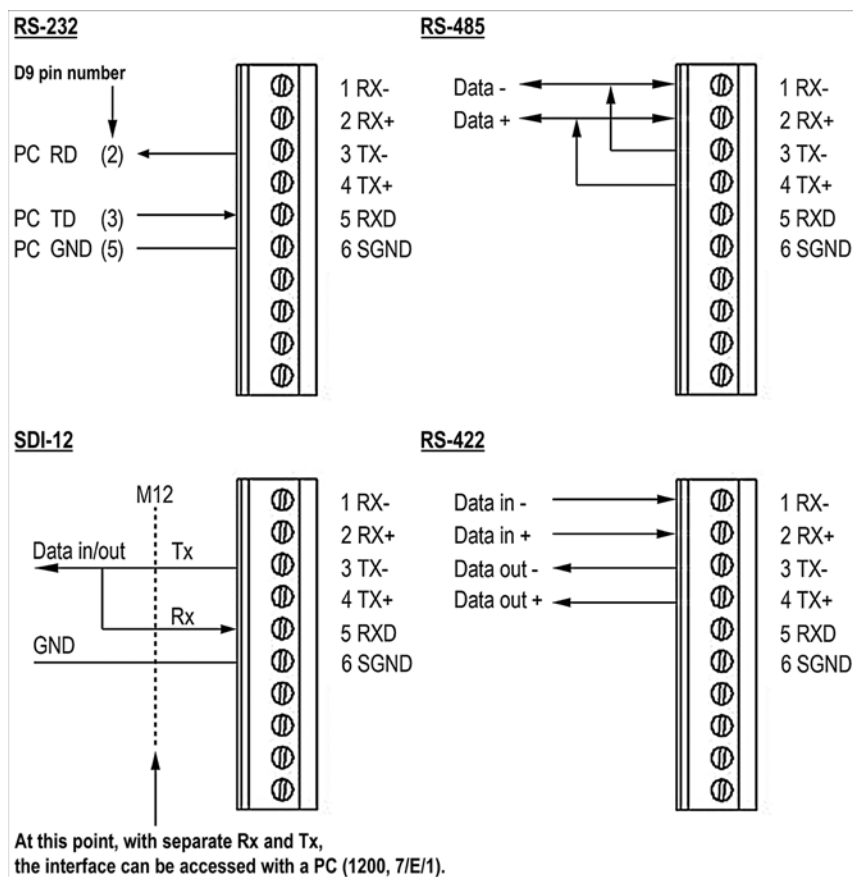 RS-232
D9 pin number
PC RD (2)
PC TD (3)
PC GND (5)
1 RX-
2 RX+
3 TX-
4 TX+
5 RXD
6 SGND
RS-485
Data -
Data +
1 RX-
2 RX+
3 TX-
4 TX+
5 RXD
6 SGND
SDI-12
M12
Data in/out
Tx
Rx
GND
1 RX-
2 RX+
3 TX-
4 TX+
5 RXD
6 SGND
At this point, with separate Rx and Tx,
the interface can be accessed with a PC (1200, 7/E/1).
RS-422
Data in -
Data in +
Data out -
Data out +
1 RX-
2 RX+
3 TX-
4 TX+
5 RXD
6 SGND